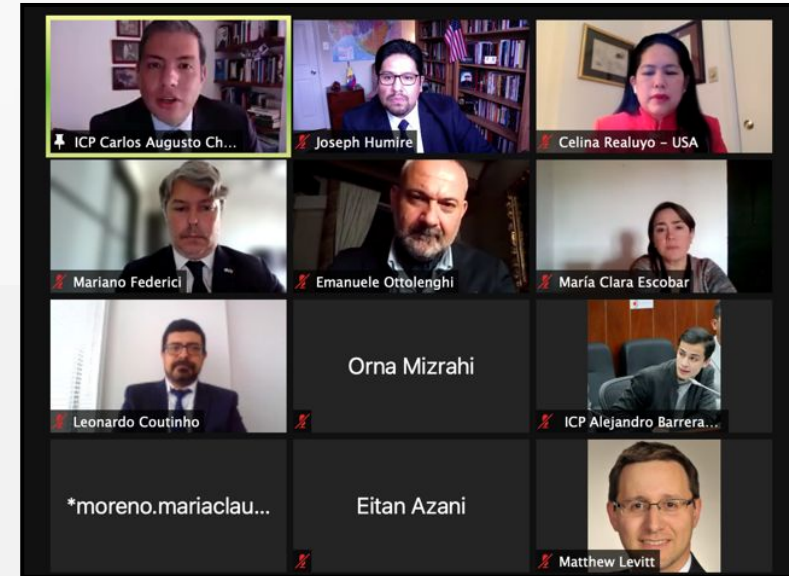 ICP Carlos Augusto Ch...
Joseph Humire
Celina Realuyo – USA
Mariano Federici
Emanuele Ottolenghi
María Clara Escobar
Leonardo Coutinho
Orna Mizrahi
ICP Alejandro Barrera...
*moreno.mariaclau...
Eitan Azani
Matthew Levitt